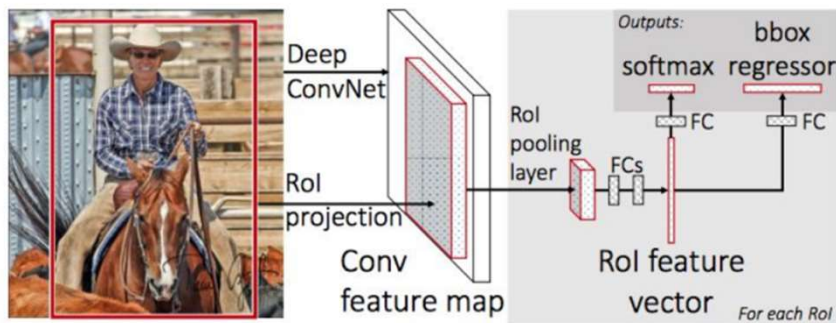 Deep
ConvNet
RoI
projection
Conv
feature map
RoI
pooling
layer
FCs
RoI feature
vector
For each RoI
Outputs:
softmax
bbox
regressor
FC
FC